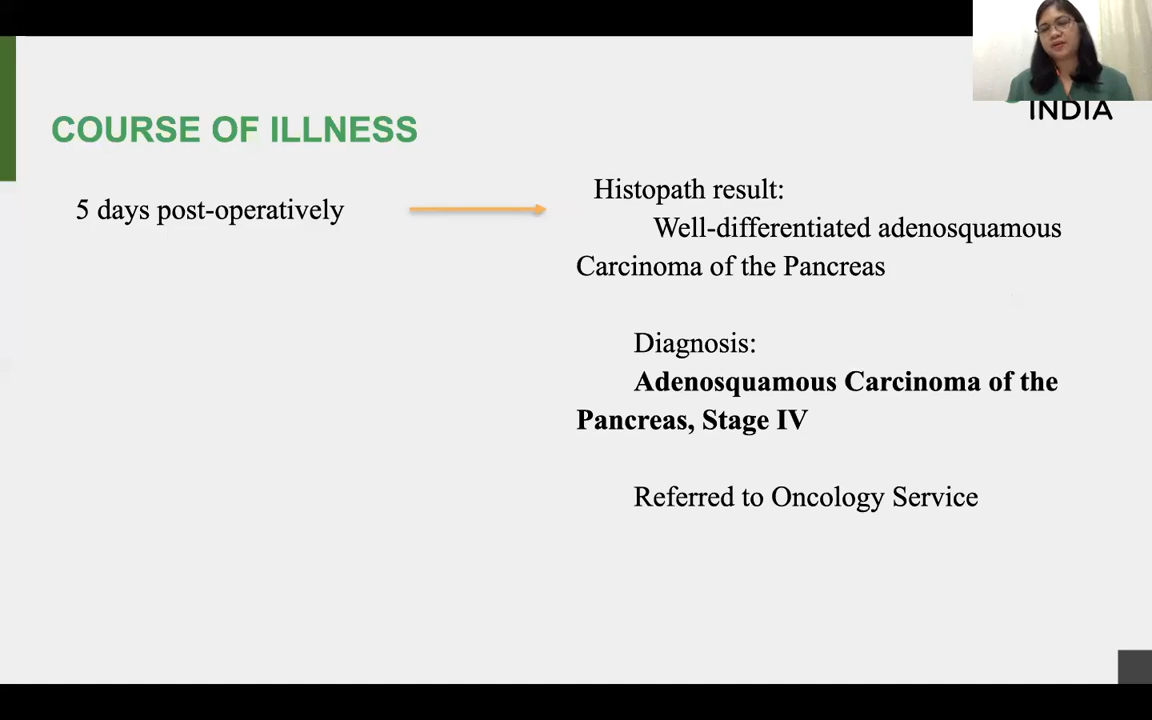 INDIA
COURSE OF ILLNESS
5 days post-operatively
Histopath result:
Well-differentiated adenosquamous
Carcinoma of the Pancreas
Diagnosis:
Adenosquamous Carcinoma of the
Pancreas, Stage IV
Referred to Oncology Service